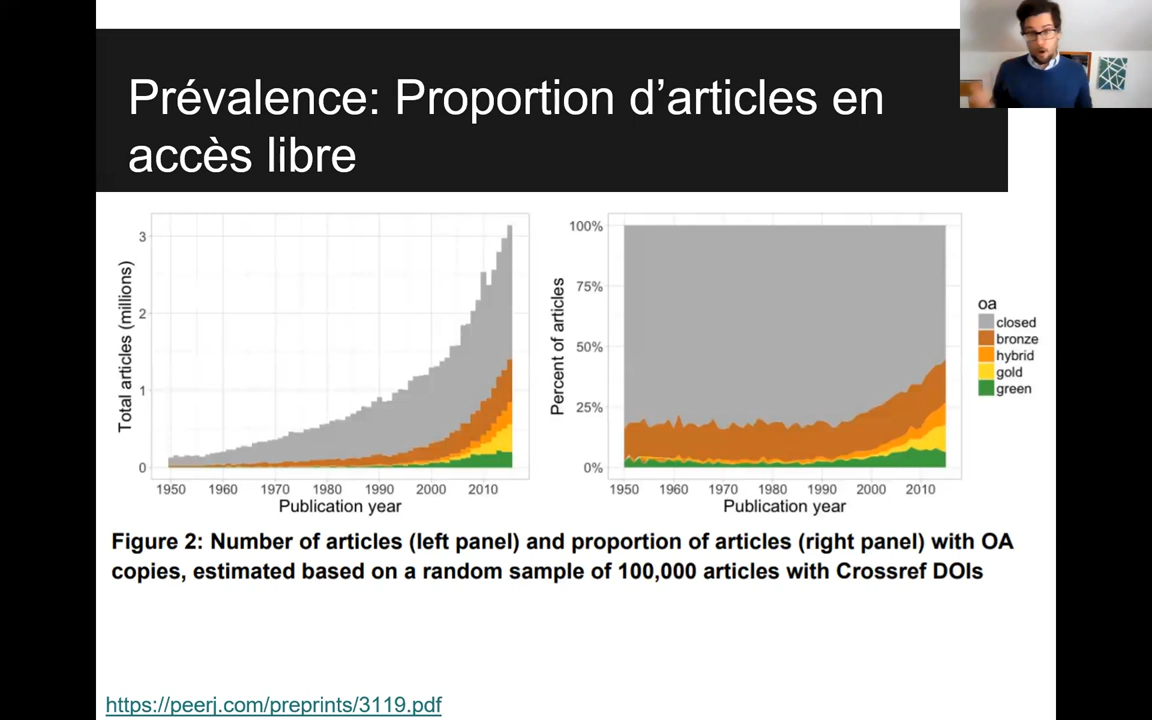 Prévalence: Proportion d’articles en
accès libre
Total articles (millions)
3
2
1
0
1950 1960 1970 1980 1990 2000 2010
Publication year
Percent of articles
100%
75%
50%
25%
0%
1950 1960 1970 1980 1990 2000 2010
Publication year
oa
closed
bronze
hybrid
gold
green
Figure 2: Number of articles (left panel) and proportion of articles (right panel) with OA
copies, estimated based on a random sample of 100,000 articles with Crossref DOIs
https://peerj.com/preprints/3119.pdf